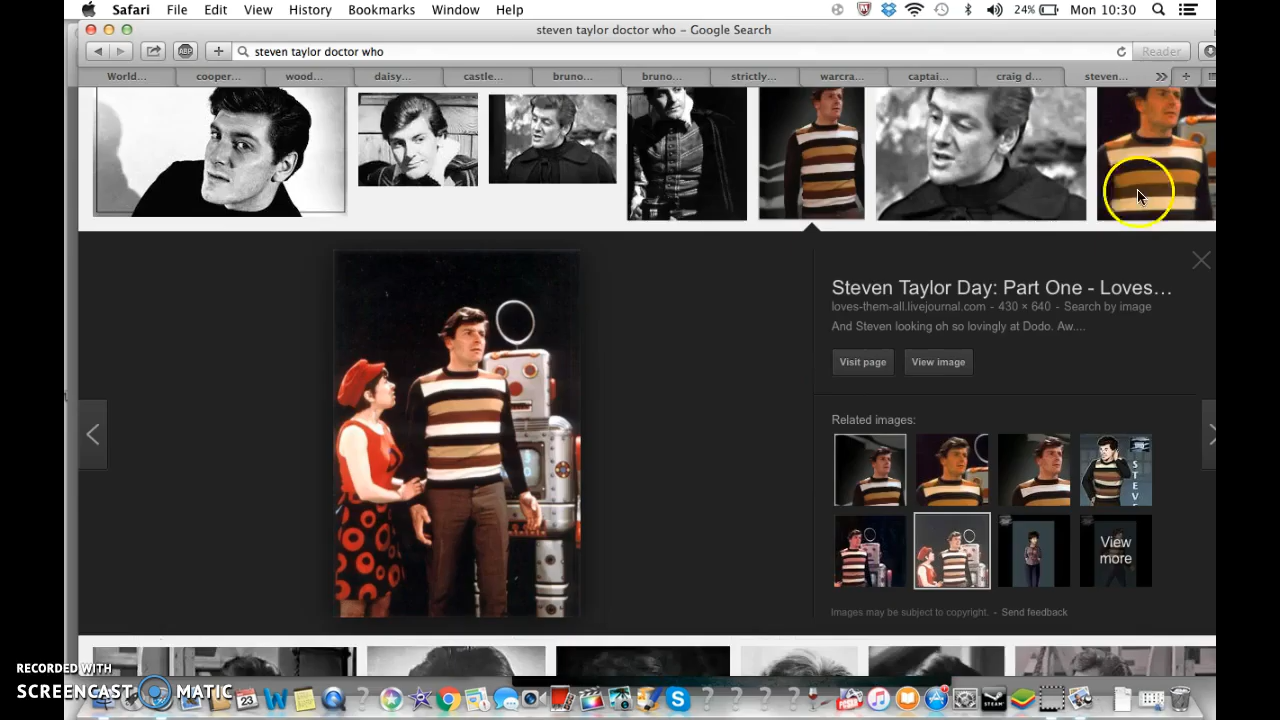 Safari File Edit View History Bookmarks Window Help 24% Mon 10:30
steven taylor doctor who – Google Search
ABP steven taylor doctor who Reader
World... cooper... wood... daisy... castle... bruno... bruno... strictly... warcra... captai... craig d... steven...
Steven Taylor Day: Part One - Loves...
loves-them-all.livejournal.com - 430 × 640 - Search by image
And Steven looking oh so lovingly at Dodo. Aw....
Visit page View image
Related images:
STEVE
View
more
Images may be subject to copyright. - Send feedback
RECORDED WITH
SCREENCAST MATIC